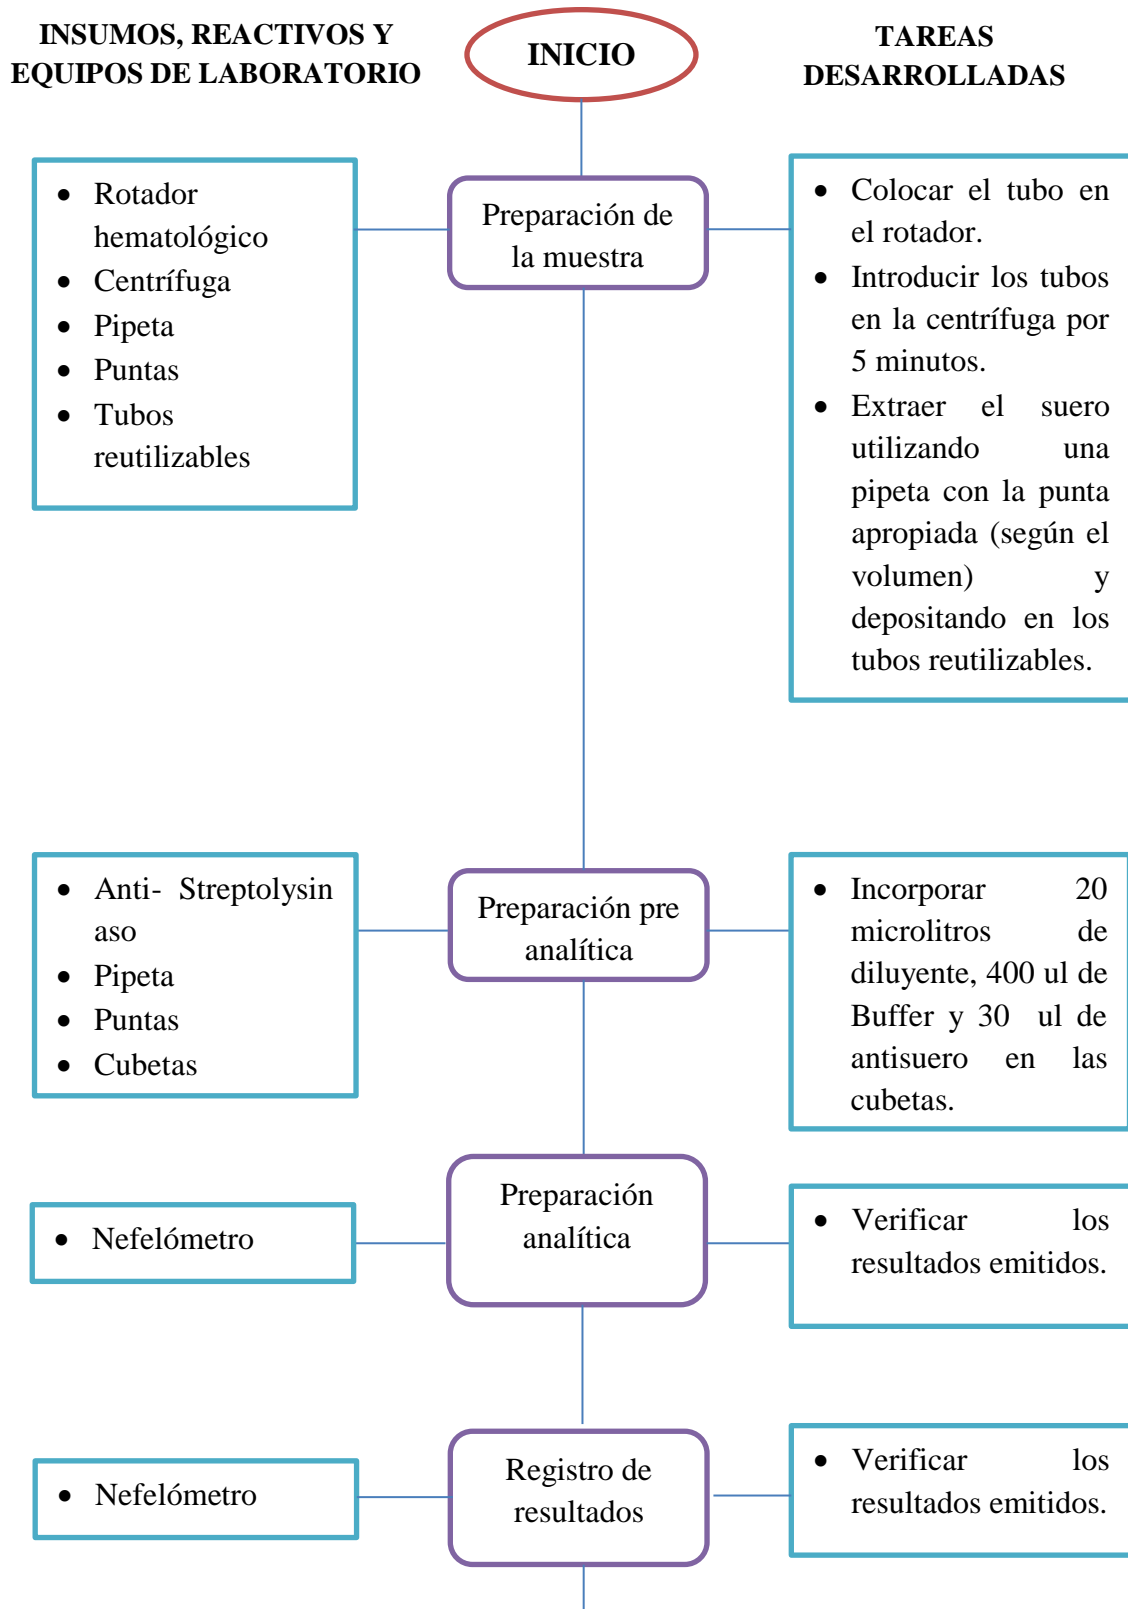 INSUMOS, REACTIVOS Y
EQUIPOS DE LABORATORIO
INICIO
TAREAS
DESARROLLADAS
• Rotador
hematológico
• Centrífuga
• Pipeta
• Puntas
• Tubos
reutilizables
Preparación de
la muestra
• Colocar el tubo en
el rotador.
• Introducir los tubos
en la centrífuga por
5 minutos.
• Extraer el suero
utilizando una
pipeta con la punta
apropiada (según el
volumen) y
depositando en los
tubos reutilizables.
• Anti- Streptolysin
aso
• Pipeta
• Puntas
• Cubetas
Preparación pre
analítica
• Incorporar 20
microlitros de
diluyente, 400 ul de
Buffer y 30 ul de
antisuero en las
cubetas.
• Nefelómetro
Preparación
analítica
• Verificar los
resultados emitidos.
• Nefelómetro
Registro de
resultados
• Verificar los
resultados emitidos.